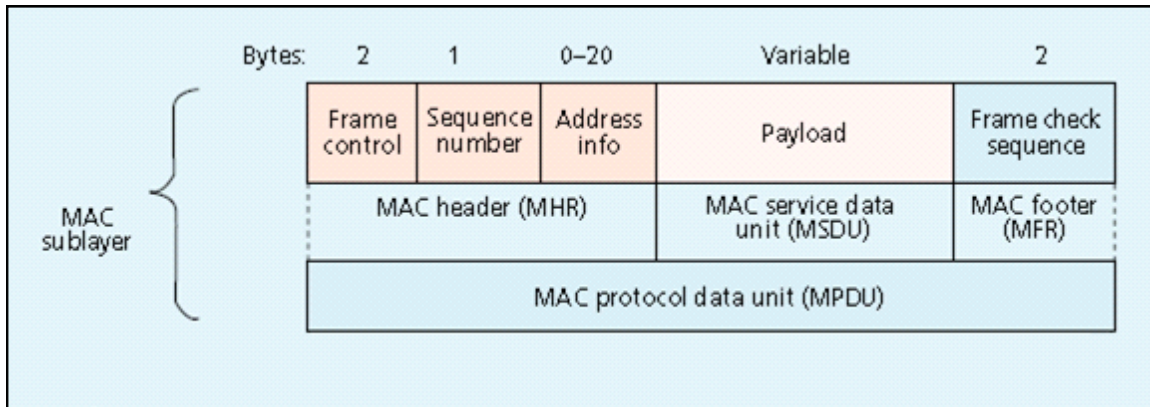 Bytes: 2 1 0–20 Variable 2
Frame control
Sequence number
Address info
Payload
Frame check sequence
MAC sublayer
MAC header (MHR)
MAC service data unit (MSDU)
MAC footer (MFR)
MAC protocol data unit (MPDU)